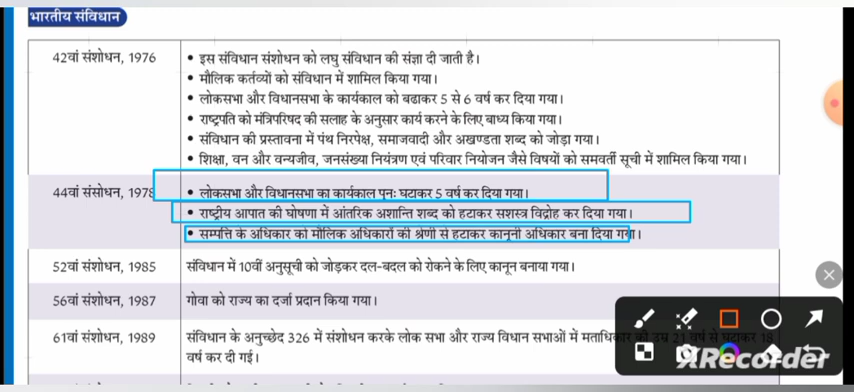 भारतीय संविधान
42वां संशोधन, 1976
• इस संविधान संशोधन को लघु संविधान की संज्ञा दी जाती है।
• मौलिक कर्तव्यों को संविधान में शामिल किया गया।
• लोकसभा और विधानसभा के कार्यकाल को बढाकर 5 से 6 वर्ष कर दिया गया।
• राष्ट्रपति को मंत्रिपरिषद की सलाह के अनुसार कार्य करने के लिए बाध्य किया गया।
• संविधान की प्रस्तावना में पंथ निरपेक्ष, समाजवादी और अखण्डता शब्द को जोड़ा गया।
• शिक्षा, वन और वन्यजीव, जनसंख्या नियंत्रण एवं परिवार नियोजन जैसे विषयों को समवर्ती सूची में शामिल किया गया।
44वां संसोधन, 1978
• लोकसभा और विधानसभा का कार्यकाल पुनः घटाकर 5 वर्ष कर दिया गया।
• राष्ट्रीय आपात की घोषणा में आंतरिक अशान्ति शब्द को हटाकर सशस्त्र विद्रोह कर दिया गया।
• सम्पत्ति के अधिकार को मौलिक अधिकारों की श्रेणी से हटाकर कानूनी अधिकार बना दिया गया।
52वां संशोधन, 1985
संविधान में 10वीं अनुसूची को जोड़कर दल-बदल को रोकने के लिए कानून बनाया गया।
56वां संशोधन, 1987
गोवा को राज्य का दर्जा प्रदान किया गया।
61वां संशोधन, 1989
संविधान के अनुच्छेद 326 में संशोधन करके लोक सभा और राज्य विधान सभाओं में मताधिकार की उम्र 21 वर्ष से घटाकर 18
वर्ष कर दी गई।
XRecorder